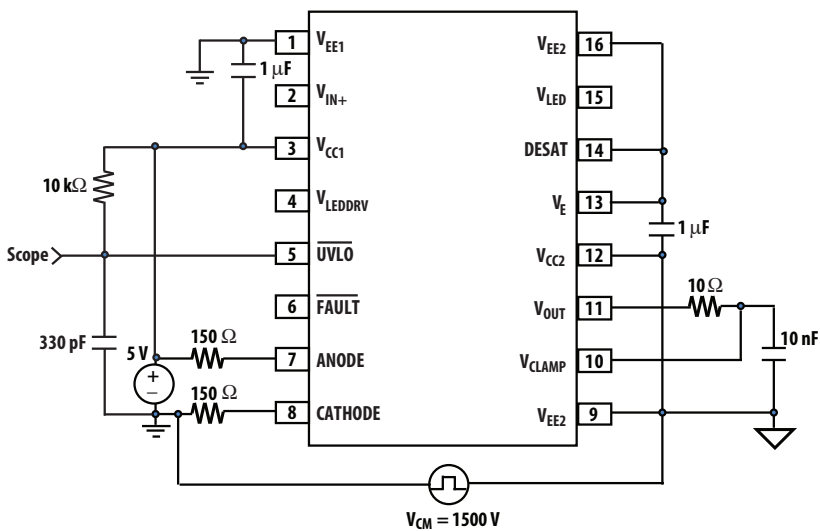 1 V_EE1
V_EE2 16
1 μF
2 V_IN+
V_LED 15
3 V_CC1
DESAT 14
10 kΩ
4 V_LEDDRV
V_E 13
1 μF
Scope
5 U̅V̅L̅O̅
V_CC2 12
10 Ω
6 F̅A̅U̅L̅T̅
V_OUT 11
330 pF
5 V
150 Ω
10 nF
7 ANODE
V_CLAMP 10
+
−
150 Ω
8 CATHODE
V_EE2 9
V_CM = 1500 V